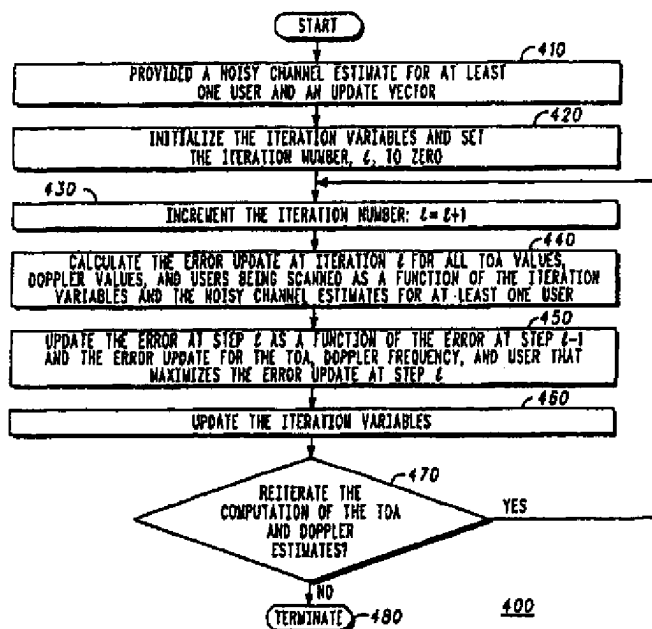 START
410
PROVIDED A NOISY CHANNEL ESTIMATE FOR AT LEAST
ONE USER AND AN UPDATE VECTOR
420
INITIALIZE THE ITERATION VARIABLES AND SET
THE ITERATION NUMBER, ℓ, TO ZERO
430
INCREMENT THE ITERATION NUMBER: ℓ=ℓ+1
440
CALCULATE THE ERROR UPDATE AT ITERATION ℓ FOR ALL TOA VALUES,
DOPPLER VALUES, AND USERS BEING SCANNED AS A FUNCTION OF THE ITERATION
VARIABLES AND THE NOISY CHANNEL ESTIMATES FOR AT LEAST ONE USER
450
UPDATE THE ERROR AT STEP ℓ AS A FUNCTION OF THE ERROR AT STEP ℓ-1
AND THE ERROR UPDATE FOR THE TOA, DOPPLER FREQUENCY, AND USER THAT
MAXIMIZES THE ERROR UPDATE AT STEP ℓ
460
UPDATE THE ITERATION VARIABLES
470
REITERATE THE
COMPUTATION OF THE TOA
AND DOPPLER
ESTIMATES?
YES
NO
TERMINATE
480
400